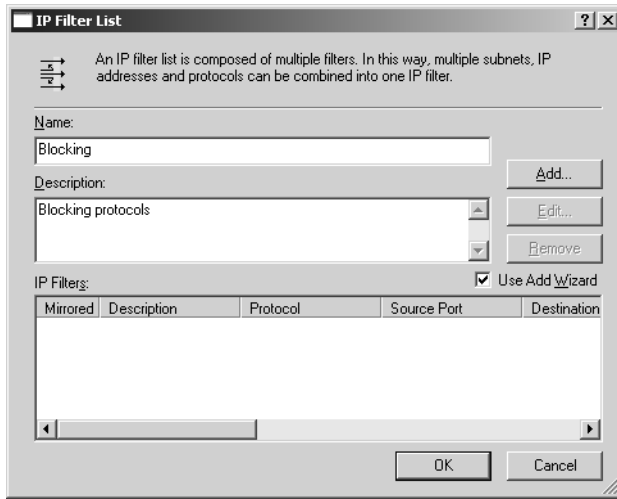 IP Filter List
An IP filter list is composed of multiple filters. In this way, multiple subnets, IP
addresses and protocols can be combined into one IP filter.
Name:
Blocking
Add...
Description:
Blocking protocols
Edit...
Remove
IP Filters:
Use Add Wizard
Mirrored Description Protocol Source Port Destination
OK Cancel